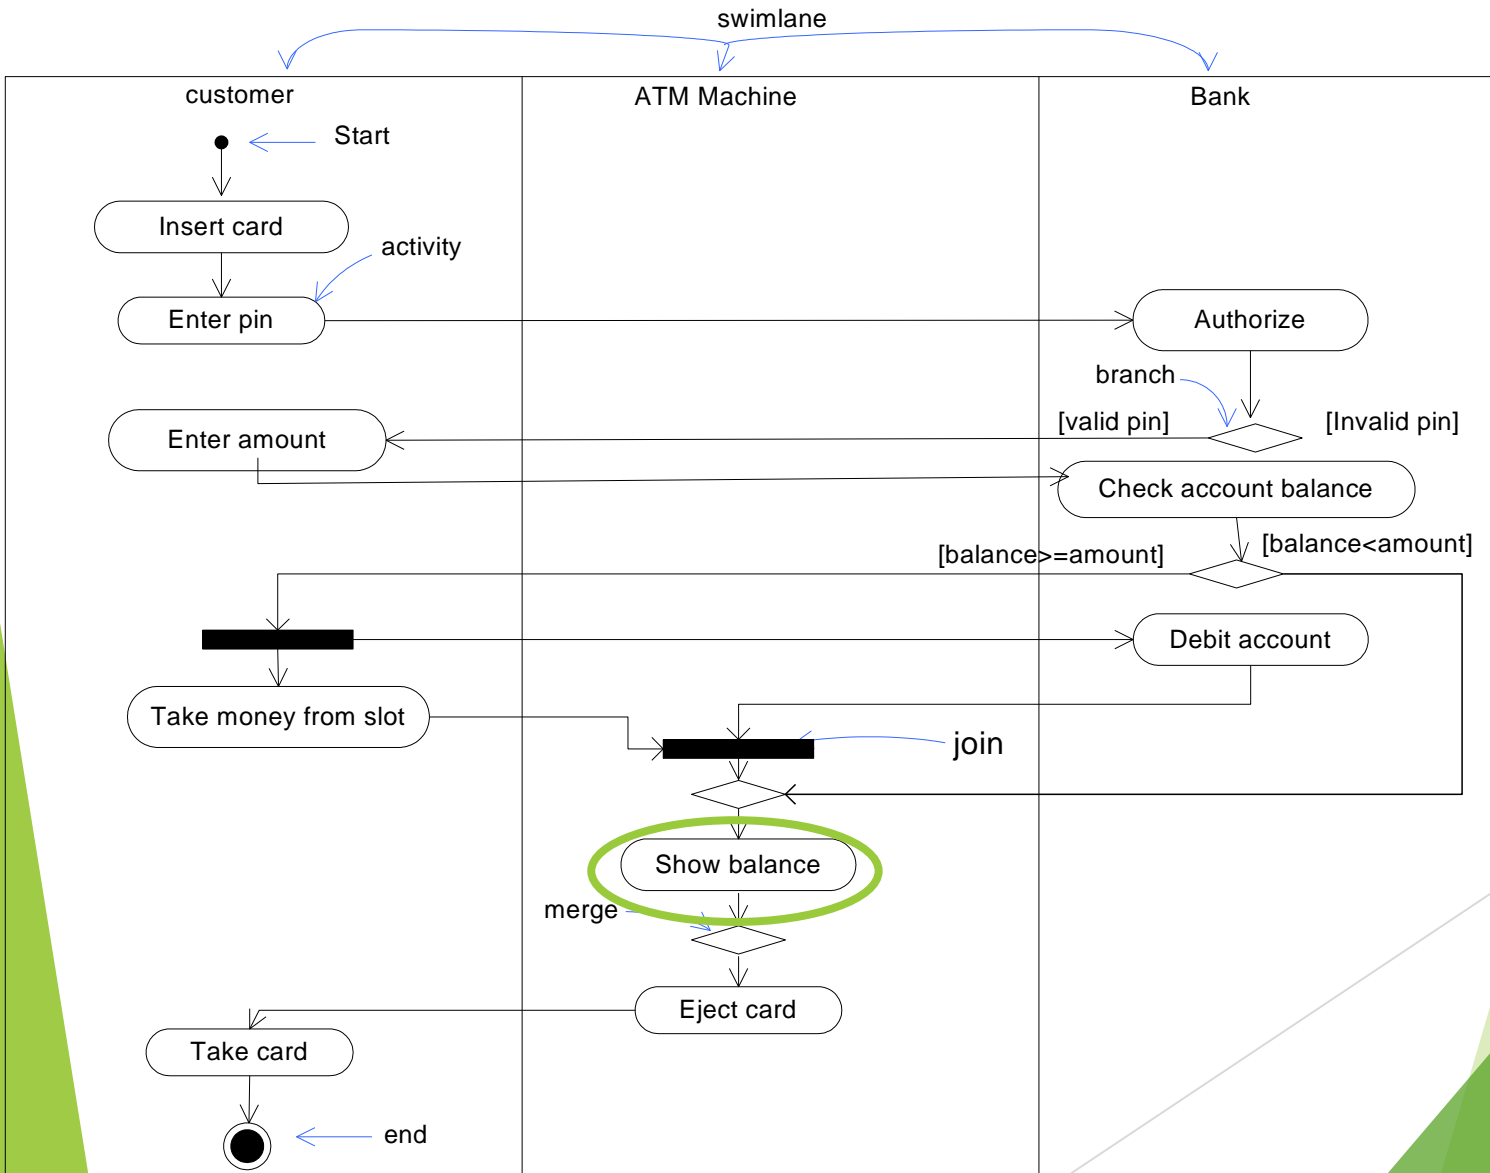 swimlane
customer
ATM Machine
Bank
Start
Insert card
activity
Enter pin
Authorize
branch
[valid pin]
[Invalid pin]
Enter amount
Check account balance
[balance>=amount]
[balance<amount]
Debit account
Take money from slot
join
Show balance
merge
Eject card
Take card
end